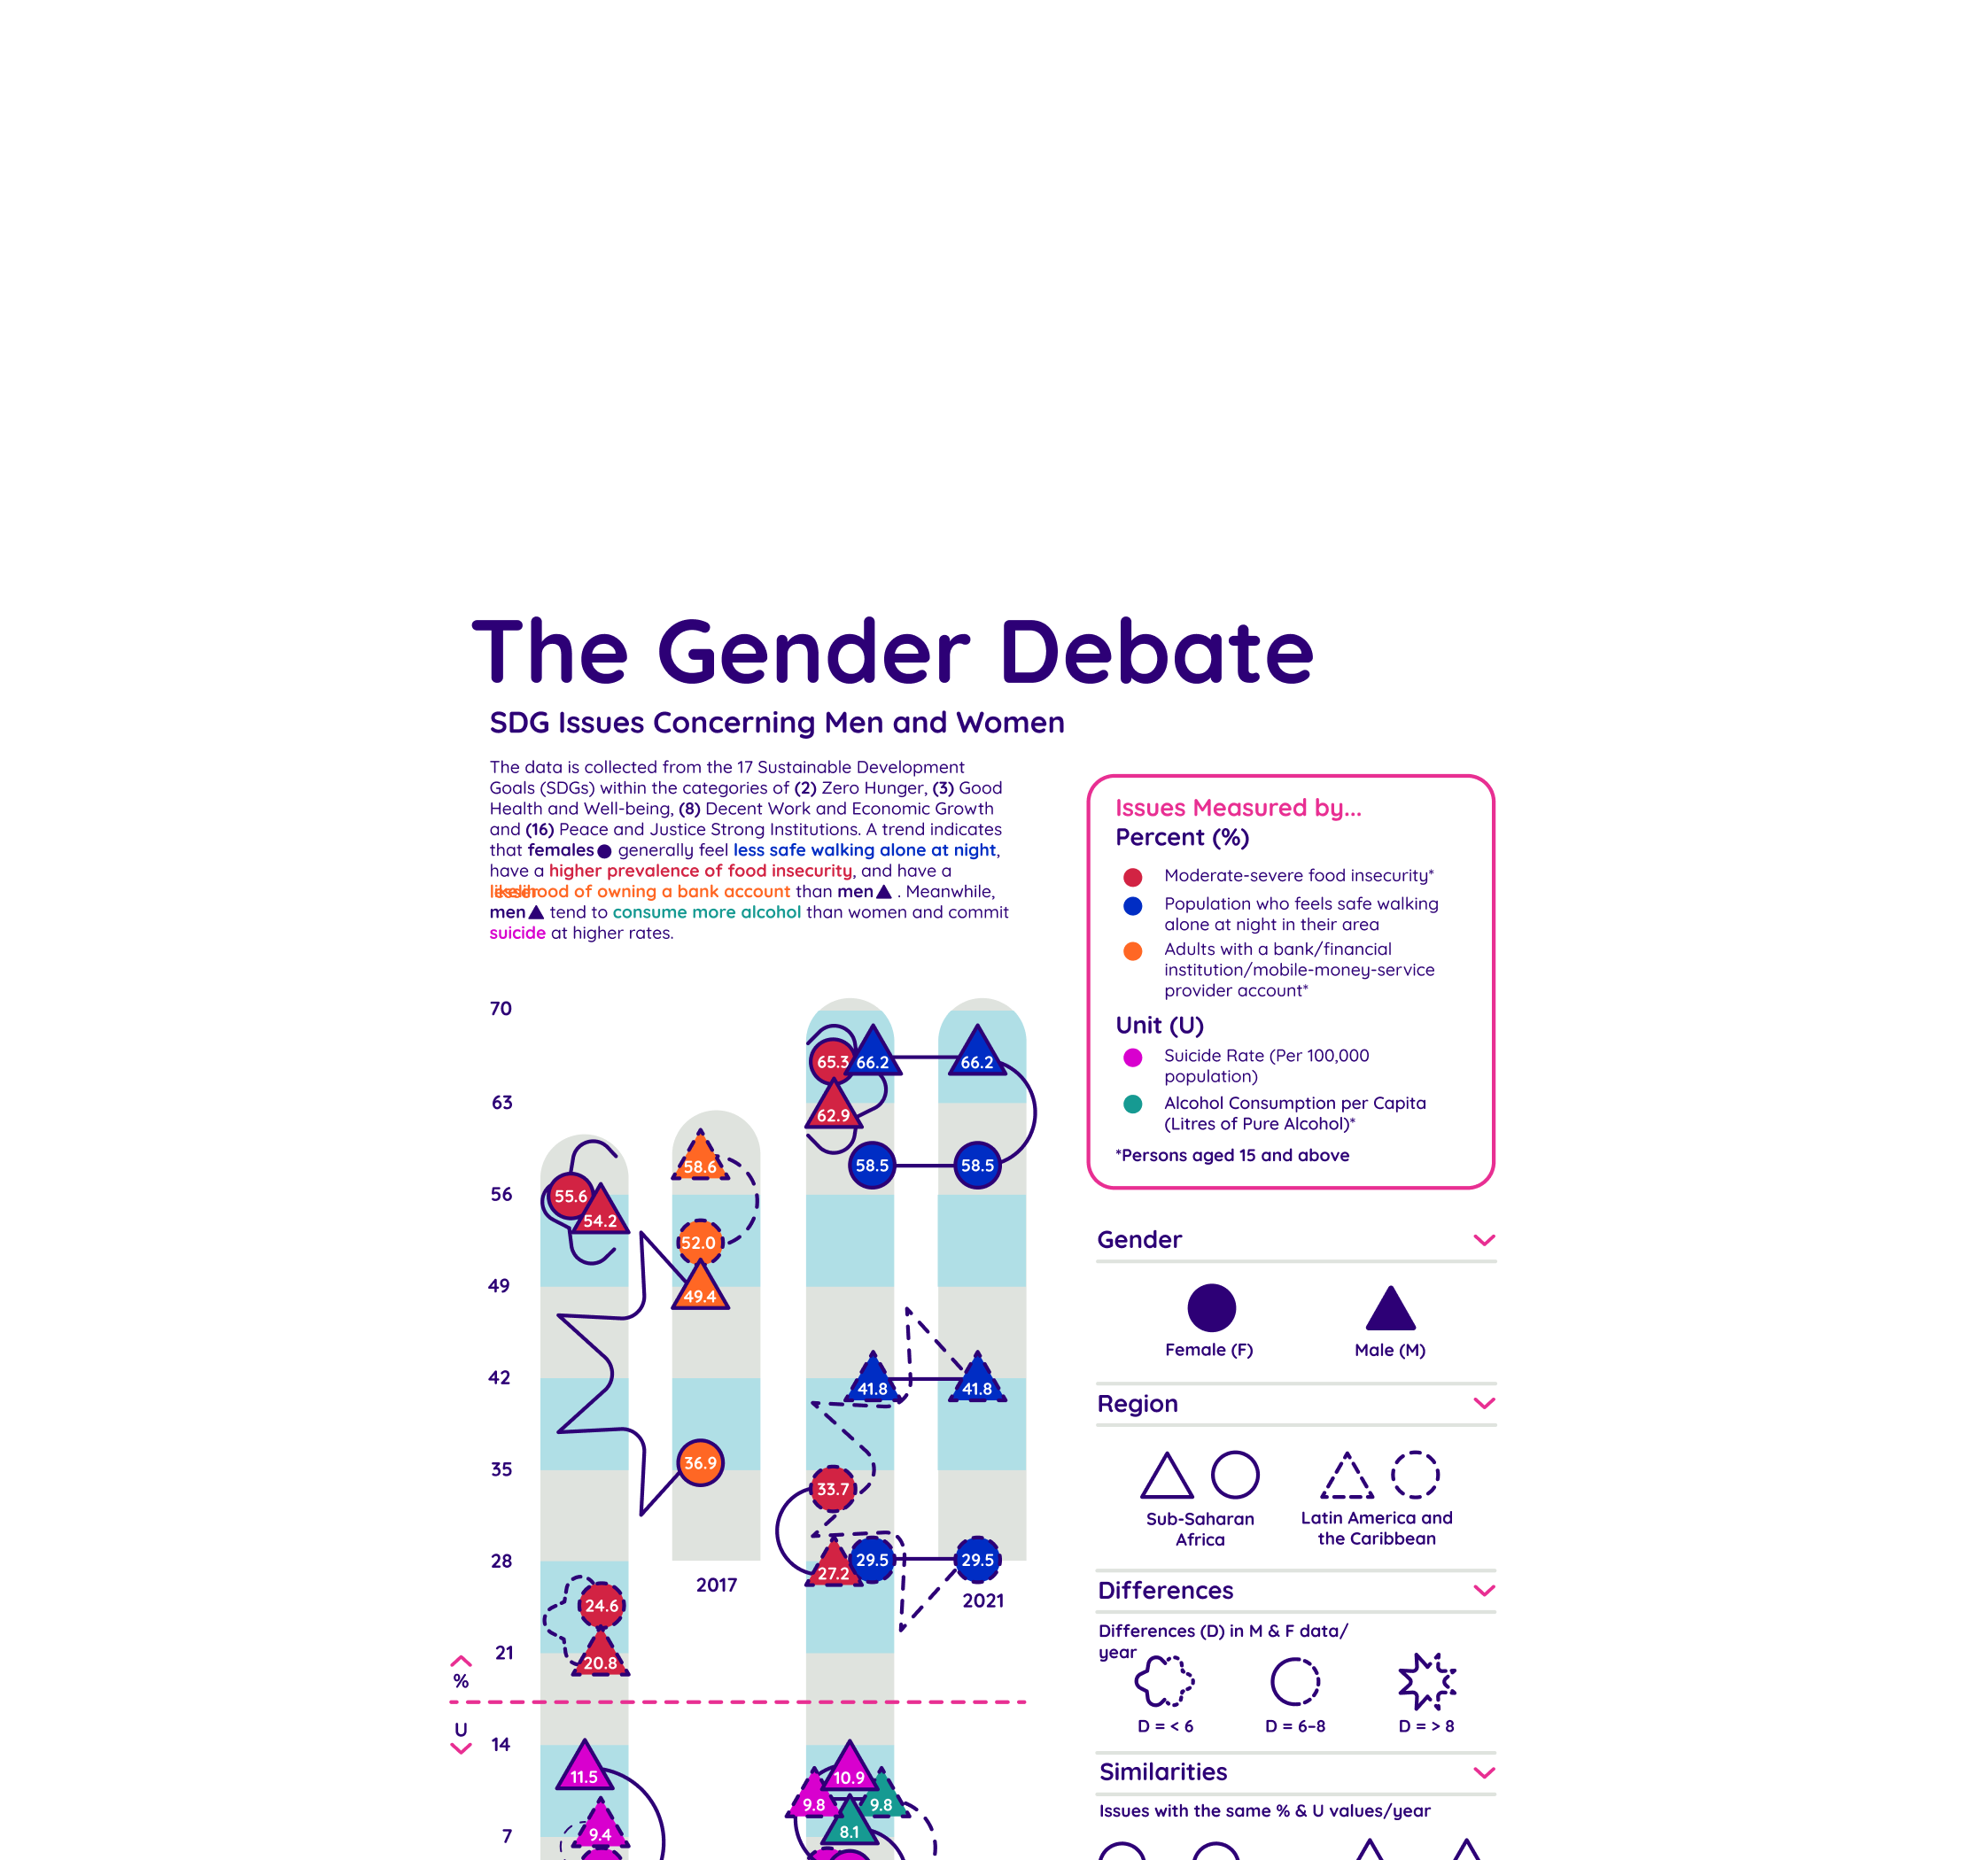 The Gender Debate
SDG Issues Concerning Men and Women
The data is collected from the 17 Sustainable Development
Goals (SDGs) within the categories of (2) Zero Hunger, (3) Good
Health and Well-being, (8) Decent Work and Economic Growth
and (16) Peace and Justice Strong Institutions. A trend indicates
that females generally feel less safe walking alone at night,
have a higher prevalence of food insecurity, and have a
lesser likelihood of owning a bank account than men . Meanwhile,
men tend to consume more alcohol than women and commit
suicide at higher rates.
Issues Measured by...
Percent (%)
Moderate-severe food insecurity*
Population who feels safe walking
alone at night in their area
Adults with a bank/financial
institution/mobile-money-service
provider account*
Unit (U)
Suicide Rate (Per 100,000
population)
Alcohol Consumption per Capita
(Litres of Pure Alcohol)*
*Persons aged 15 and above
70
65.3 66.2 66.2
63
62.9
58.6
58.5 58.5
56
55.6
54.2
52.0
49
49.4
42
41.8 41.8
36.9
35
33.7
28
29.5 29.5
27.2
2017
2021
24.6
21
20.8
%
U
14
11.5
10.9
9.8 9.8
9.4
8.1
7
Gender
Female (F)
Male (M)
Region
Sub-Saharan
Africa
Latin America and
the Caribbean
Differences
Differences (D) in M & F data/
year
D = < 6
D = 6–8
D = > 8
Similarities
Issues with the same % & U values/year